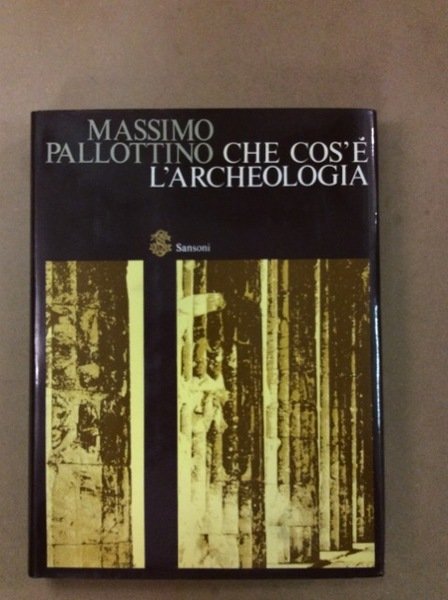 MASSIMO
PALLOTTINO CHE COS'È
L'ARCHEOLOGIA
Sansoni